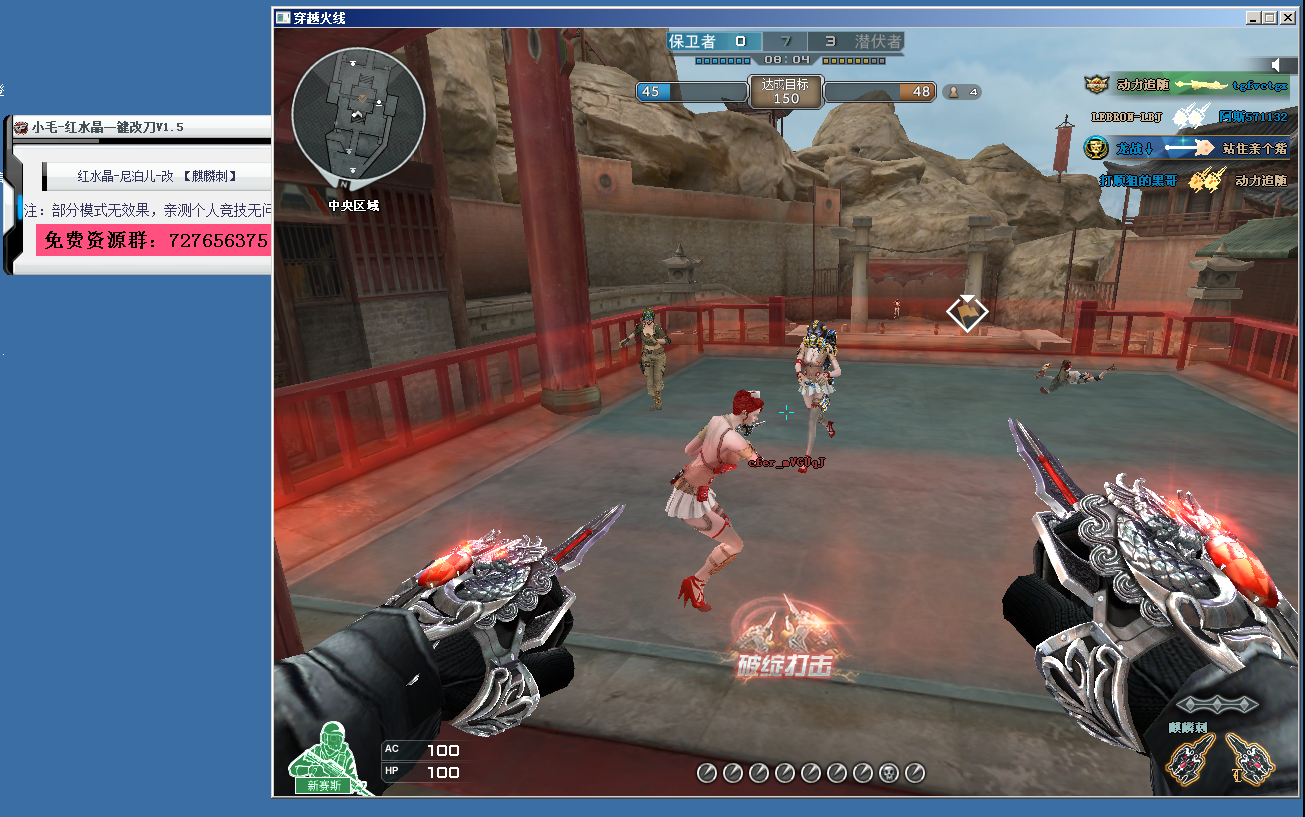 穿越火线
小毛-红水晶一键改刀V1.5
红水晶-尼泊儿-改 【麒麟刺】
注：部分模式无效果，亲测个人竞技无问
免费资源群：727656375
保卫者 0 7 3 潜伏者
08:04
45 达成目标 150 48 4
N
中央区域
动力追随 tgfvctgx
LEBRON-LBJ 阿斯571132
龙战 站住亲个紫
黑哥 动力追随
破绽打击
AC 100
HP 100
新赛斯
麒麟刺